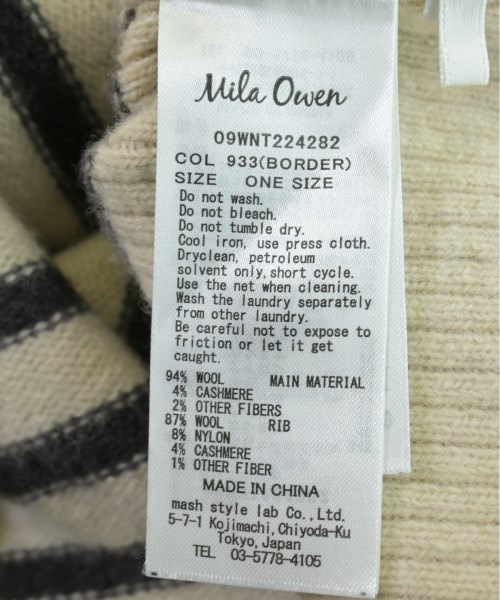 Mila Owen
09WNT224282
COL 933(BORDER)
SIZE ONE SIZE
Do not wash.
Do not bleach.
Do not tumble dry.
Cool iron, use press cloth.
Dryclean, petroleum
solvent only,short cycle.
Use the net when cleaning.
Wash the laundry separately
from other laundry.
Be careful not to expose to
friction or let it get
caught.
94% WOOL MAIN MATERIAL
4% CASHMERE
2% OTHER FIBERS
87% WOOL RIB
8% NYLON
4% CASHMERE
1% OTHER FIBER
MADE IN CHINA
mash style lab Co.,Ltd.
5-7-1 Kojimachi,Chiyoda-Ku
Tokyo,Japan
TEL 03-5778-4105